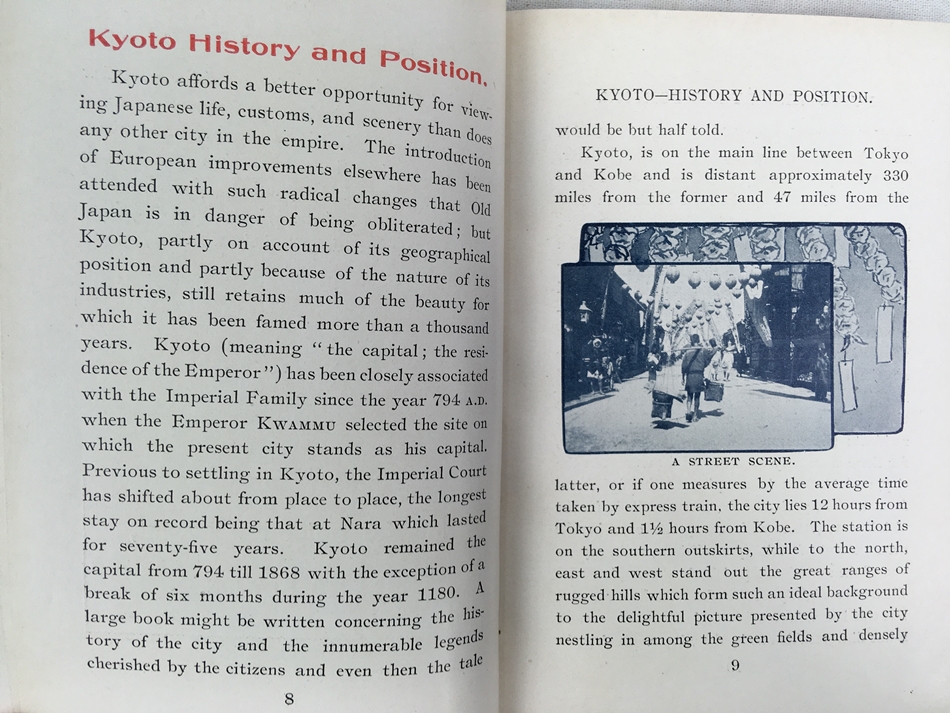 Kyoto History and Position.
Kyoto affords a better opportunity for view-
ing Japanese life, customs, and scenery than does
any other city in the empire. The introduction
of European improvements elsewhere has been
attended with such radical changes that Old
Japan is in danger of being obliterated; but
Kyoto, partly on account of its geographical
position and partly because of the nature of its
industries, still retains much of the beauty for
which it has been famed more than a thousand
years. Kyoto (meaning "the capital; the resi-
dence of the Emperor") has been closely associated
with the Imperial Family since the year 794 A.D.
when the Emperor KWAMMU selected the site on
which the present city stands as his capital.
Previous to settling in Kyoto, the Imperial Court
has shifted about from place to place, the longest
stay on record being that at Nara which lasted
for seventy-five years. Kyoto remained the
capital from 794 till 1868 with the exception of a
break of six months during the year 1180. A
large book might be written concerning the his-
tory of the city and the innumerable legends
cherished by the citizens and even then the tale
8
KYOTO—HISTORY AND POSITION.
would be but half told.
Kyoto, is on the main line between Tokyo
and Kobe and is distant approximately 330
miles from the former and 47 miles from the
A STREET SCENE.
latter, or if one measures by the average time
taken by express train, the city lies 12 hours from
Tokyo and 1½ hours from Kobe. The station is
on the southern outskirts, while to the north,
east and west stand out the great ranges of
rugged hills which form such an ideal background
to the delightful picture presented by the city
nestling in among the green fields and densely
9